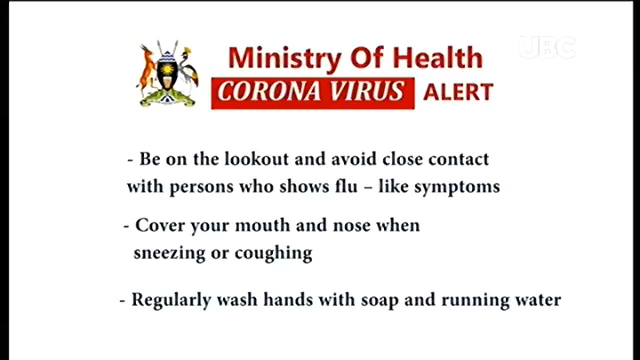 UBC
Ministry Of Health
CORONA VIRUS ALERT
- Be on the lookout and avoid close contact
with persons who shows flu – like symptoms
- Cover your mouth and nose when
sneezing or coughing
- Regularly wash hands with soap and running water